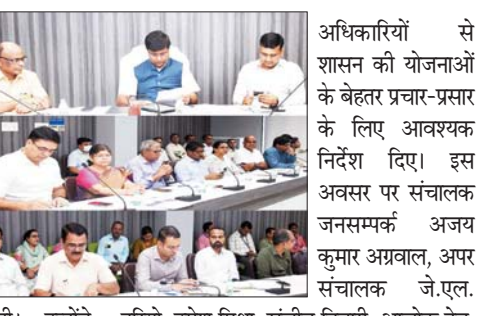 अधिकारियों से
शासन की योजनाओं
के बेहतर प्रचार-प्रसार
के लिए आवश्यक
निर्देश दिए। इस
अवसर पर संचालक
जनसम्पर्क अजय
कुमार अग्रवाल, अपर
संचालक जे.एल.